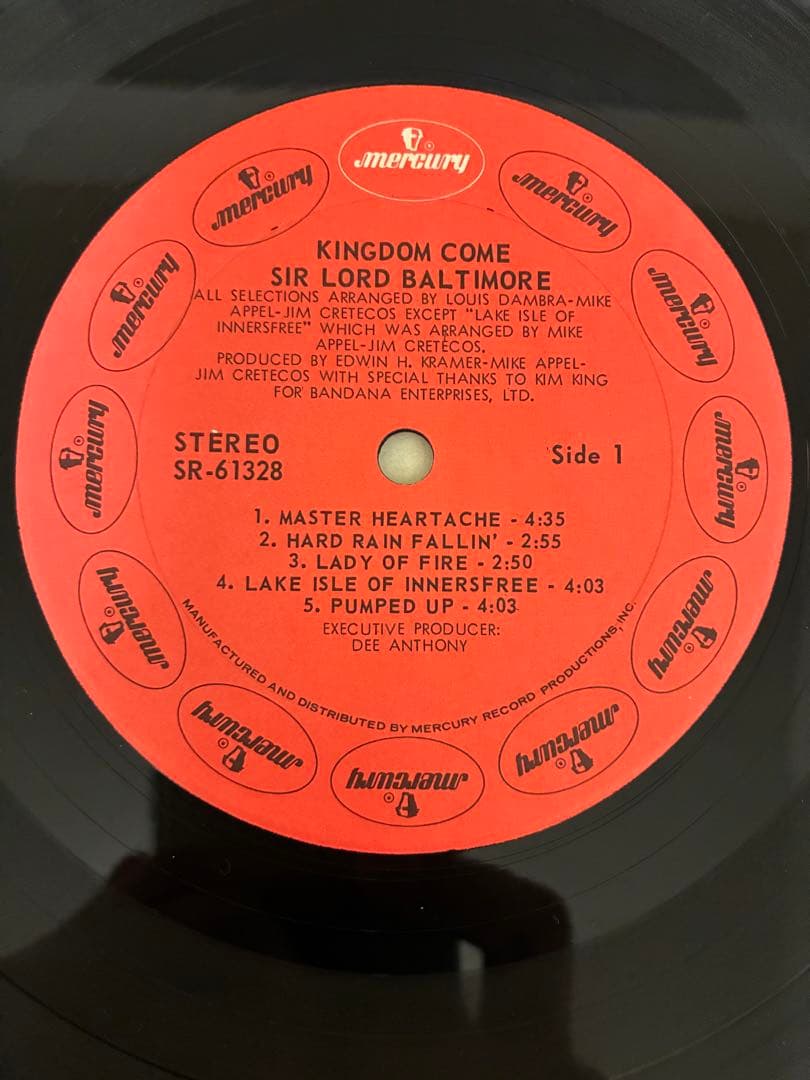 mercury
KINGDOM COME
SIR LORD BALTIMORE
ALL SELECTIONS ARRANGED BY LOUIS DAMBRA-MIKE
APPEL-JIM CRETECOS EXCEPT "LAKE ISLE OF
INNERSFREE" WHICH WAS ARRANGED BY MIKE
APPEL-JIM CRETECOS.
PRODUCED BY EDWIN H. KRAMER-MIKE APPEL-
JIM CRETECOS WITH SPECIAL THANKS TO KIM KING
FOR BANDANA ENTERPRISES, LTD.
STEREO
SR-61328
Side 1
1. MASTER HEARTACHE - 4:35
2. HARD RAIN FALLIN' - 2:55
3. LADY OF FIRE - 2:50
4. LAKE ISLE OF INNERSFREE - 4:03
5. PUMPED UP - 4:03
EXECUTIVE PRODUCER:
DEE ANTHONY
MANUFACTURED AND DISTRIBUTED BY MERCURY RECORD PRODUCTIONS, INC.
mercury
mercury
mercury
mercury
mercury
mercury
mercury
mercury
mercury
mercury
mercury